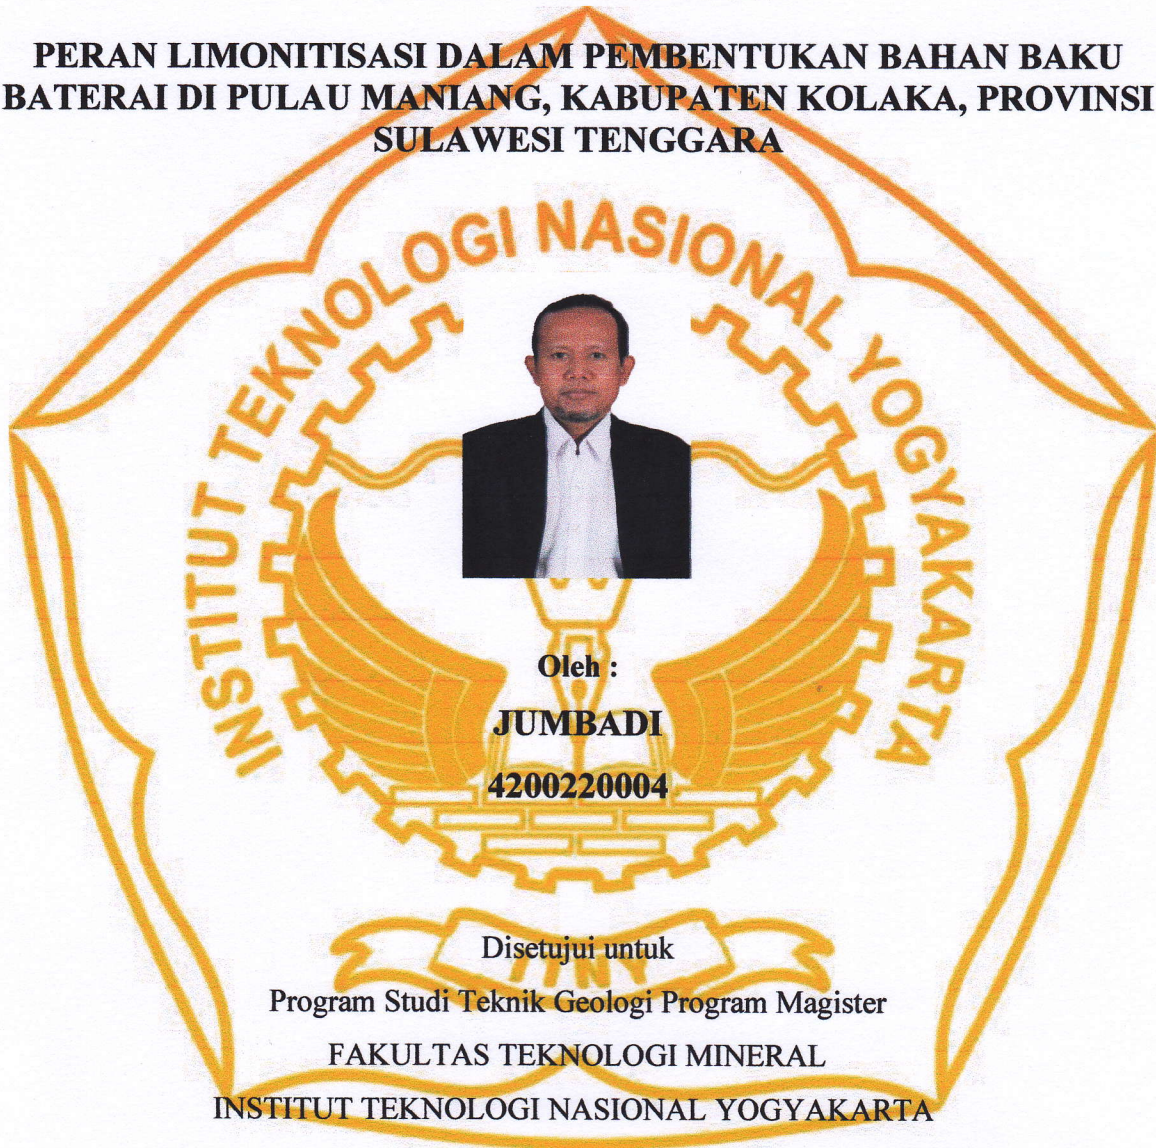 PERAN LIMONITISASI DALAM PEMBENTUKAN BAHAN BAKU
BATERAI DI PULAU MANIANG, KABUPATEN KOLAKA, PROVINSI
SULAWESI TENGGARA
INSTITUT TEKNOLOGI NASIONAL YOGYAKARTA
Oleh :
JUMBADI
4200220004
Disetujui untuk
ITNY
Program Studi Teknik Geologi Program Magister
FAKULTAS TEKNOLOGI MINERAL
INSTITUT TEKNOLOGI NASIONAL YOGYAKARTA